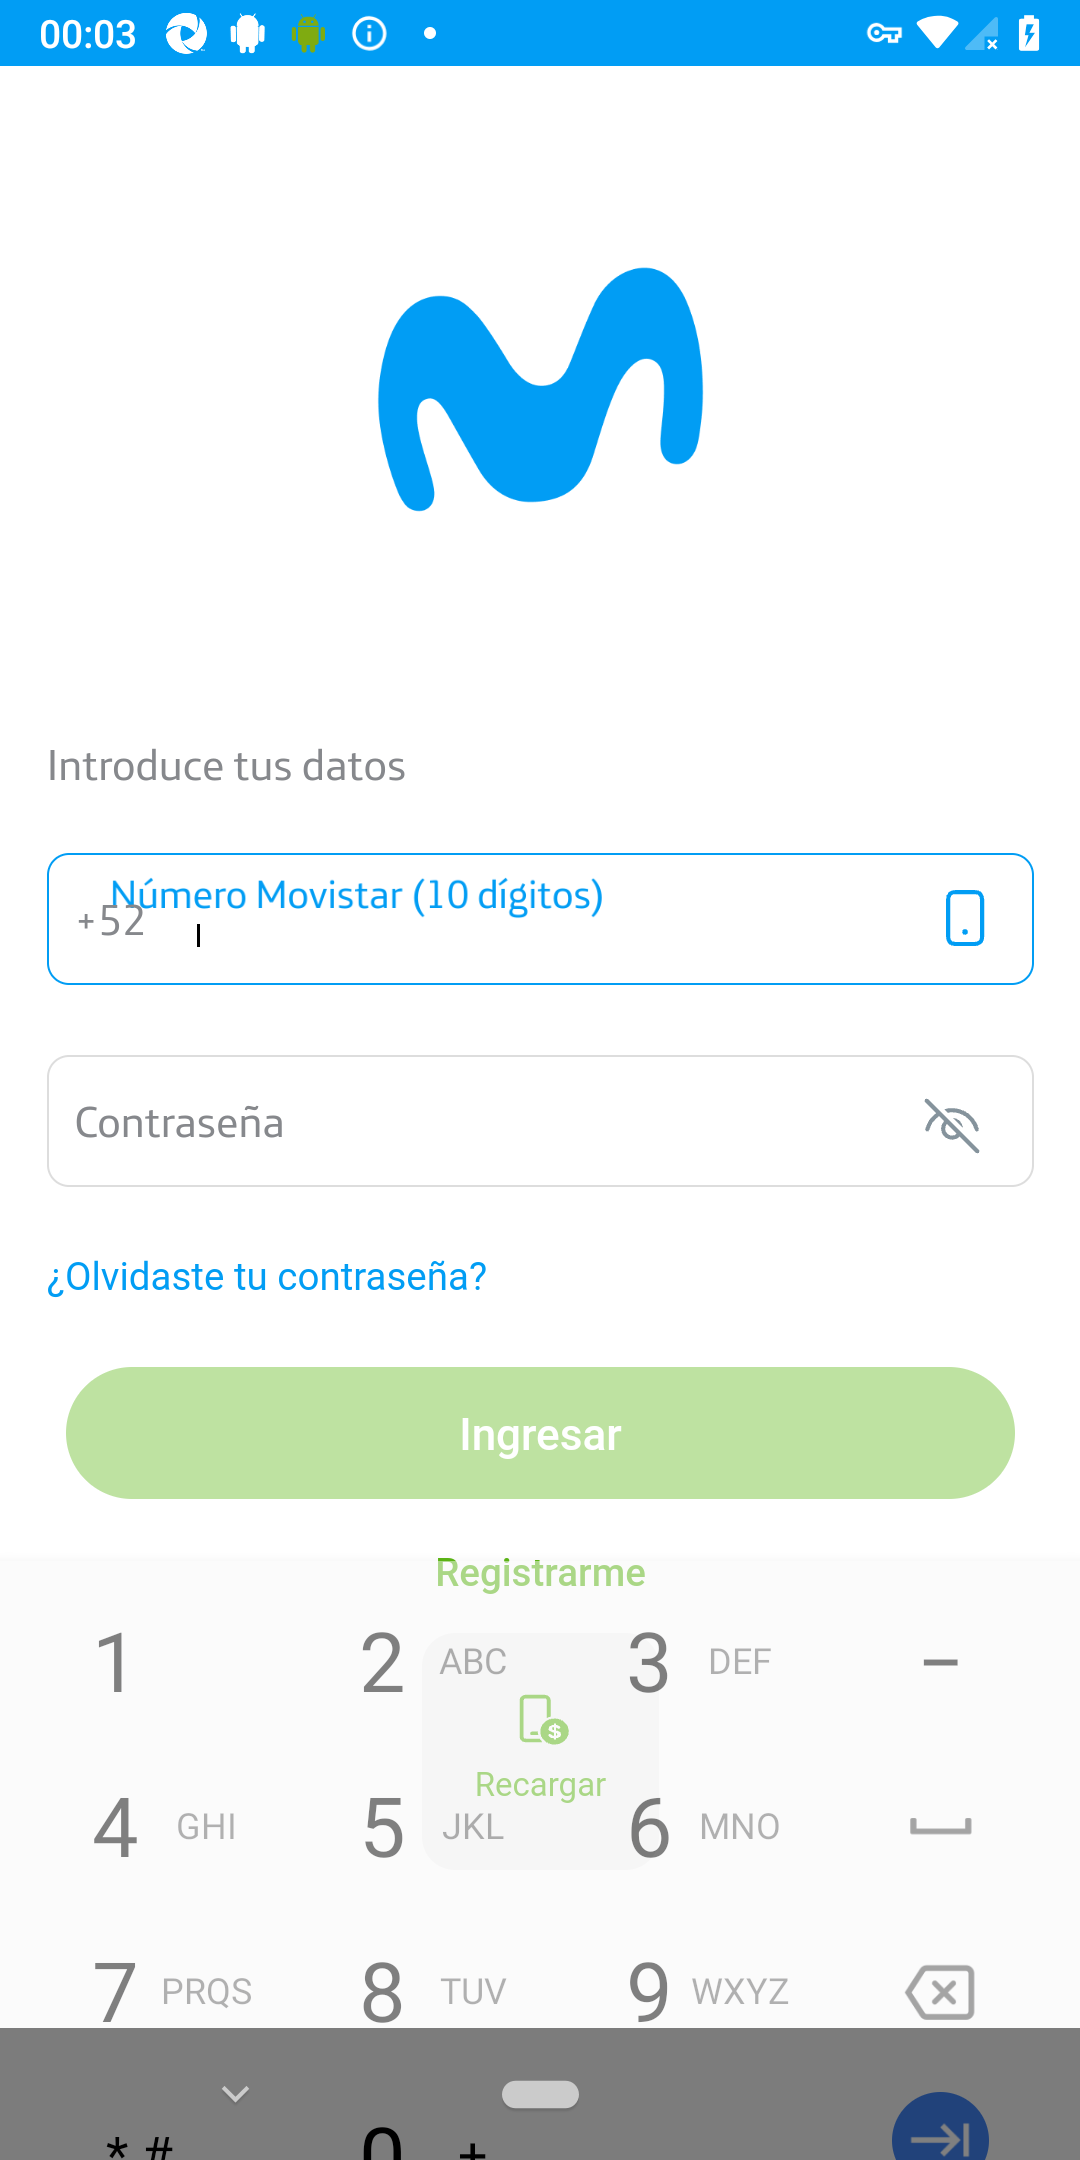 00:03
Introduce tus datos
Número Movistar (10 dígitos)
+52
Contraseña
¿Olvidaste tu contraseña?
Ingresar
Registrarme
1 2 ABC 3 DEF –
Recargar
4 GHI 5 JKL 6 MNO
7 PRQS 8 TUV 9 WXYZ
* # 0 +